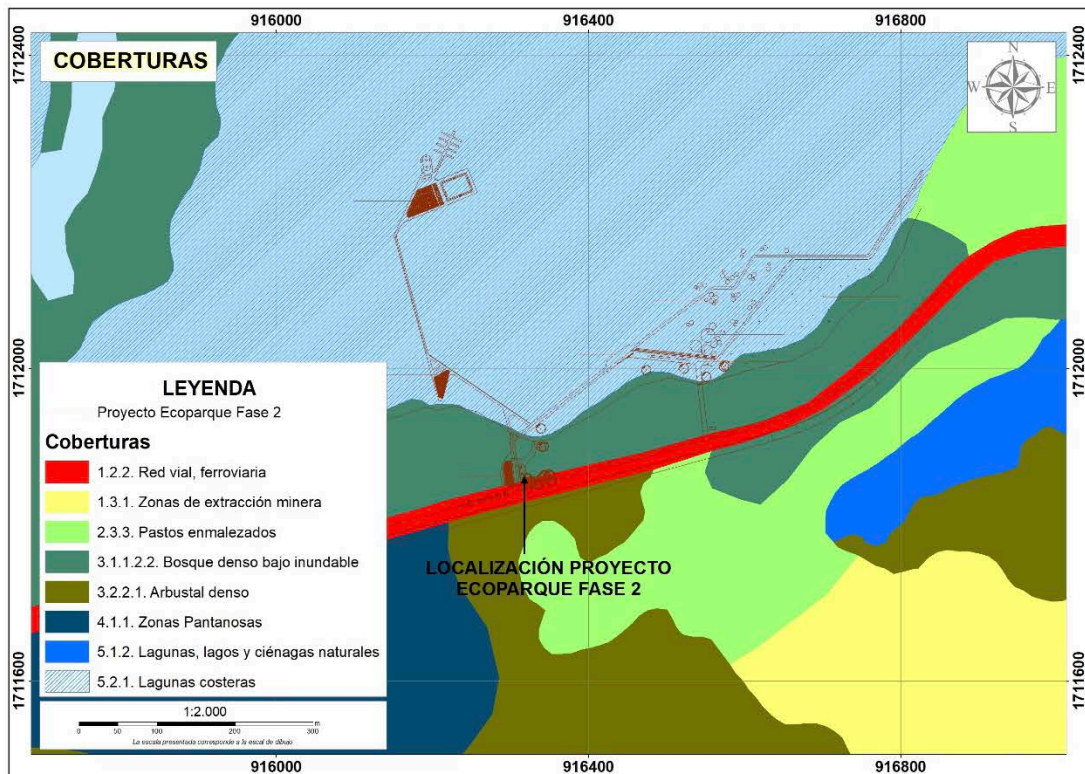 916000
916400
916800
1712400
1712400
COBERTURAS
N
W
E
S
1712000
1712000
LEYENDA
Proyecto Ecoparque Fase 2
Coberturas
1.2.2. Red vial, ferroviaria
1.3.1. Zonas de extracción minera
2.3.3. Pastos enmalezados
3.1.1.2.2. Bosque denso bajo inundable
3.2.2.1. Arbustal denso
4.1.1. Zonas Pantanosas
5.1.2. Lagunas, lagos y ciénagas naturales
5.2.1. Lagunas costeras
LOCALIZACIÓN PROYECTO
ECOPARQUE FASE 2
1711600
1711600
1:2.000
0 50 100 200 300 m
La escala presentada corresponde a la escal de dibujo
916000
916400
916800